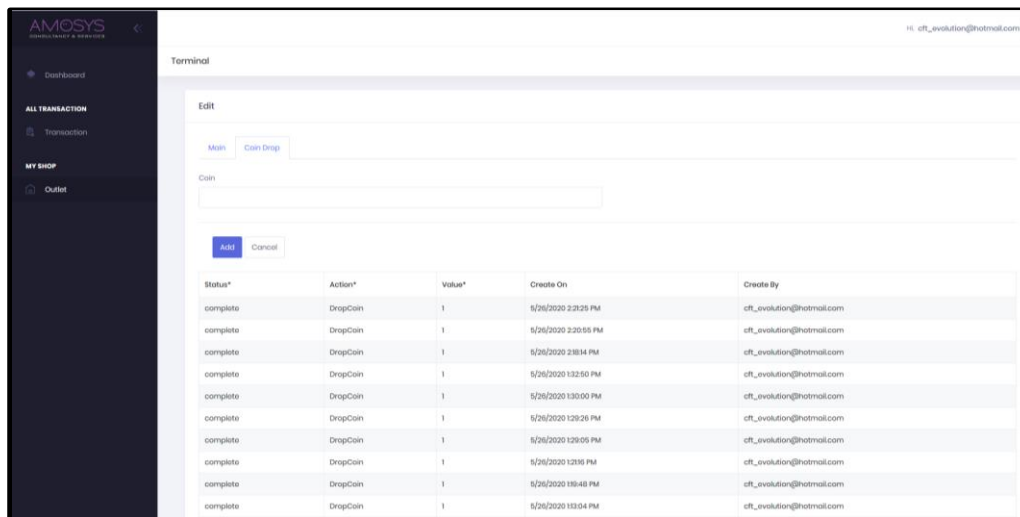 AMOSYS
CONSULTANCY & SERVICES
Hi, cft_evolution@hotmail.com
Terminal
Dashboard
ALL TRANSACTION
Transaction
MY SHOP
Outlet
Edit
Main Coin Drop
Coin
Add Cancel
Status* Action* Value* Create On Create By
complete DropCoin 1 5/26/2020 2:21:25 PM cft_evolution@hotmail.com
complete DropCoin 1 5/26/2020 2:20:55 PM cft_evolution@hotmail.com
complete DropCoin 1 5/26/2020 2:18:14 PM cft_evolution@hotmail.com
complete DropCoin 1 5/26/2020 1:32:50 PM cft_evolution@hotmail.com
complete DropCoin 1 5/26/2020 1:30:00 PM cft_evolution@hotmail.com
complete DropCoin 1 5/26/2020 1:29:26 PM cft_evolution@hotmail.com
complete DropCoin 1 5/26/2020 1:29:05 PM cft_evolution@hotmail.com
complete DropCoin 1 5/26/2020 1:21:16 PM cft_evolution@hotmail.com
complete DropCoin 1 5/26/2020 1:19:48 PM cft_evolution@hotmail.com
complete DropCoin 1 5/26/2020 1:13:04 PM cft_evolution@hotmail.com